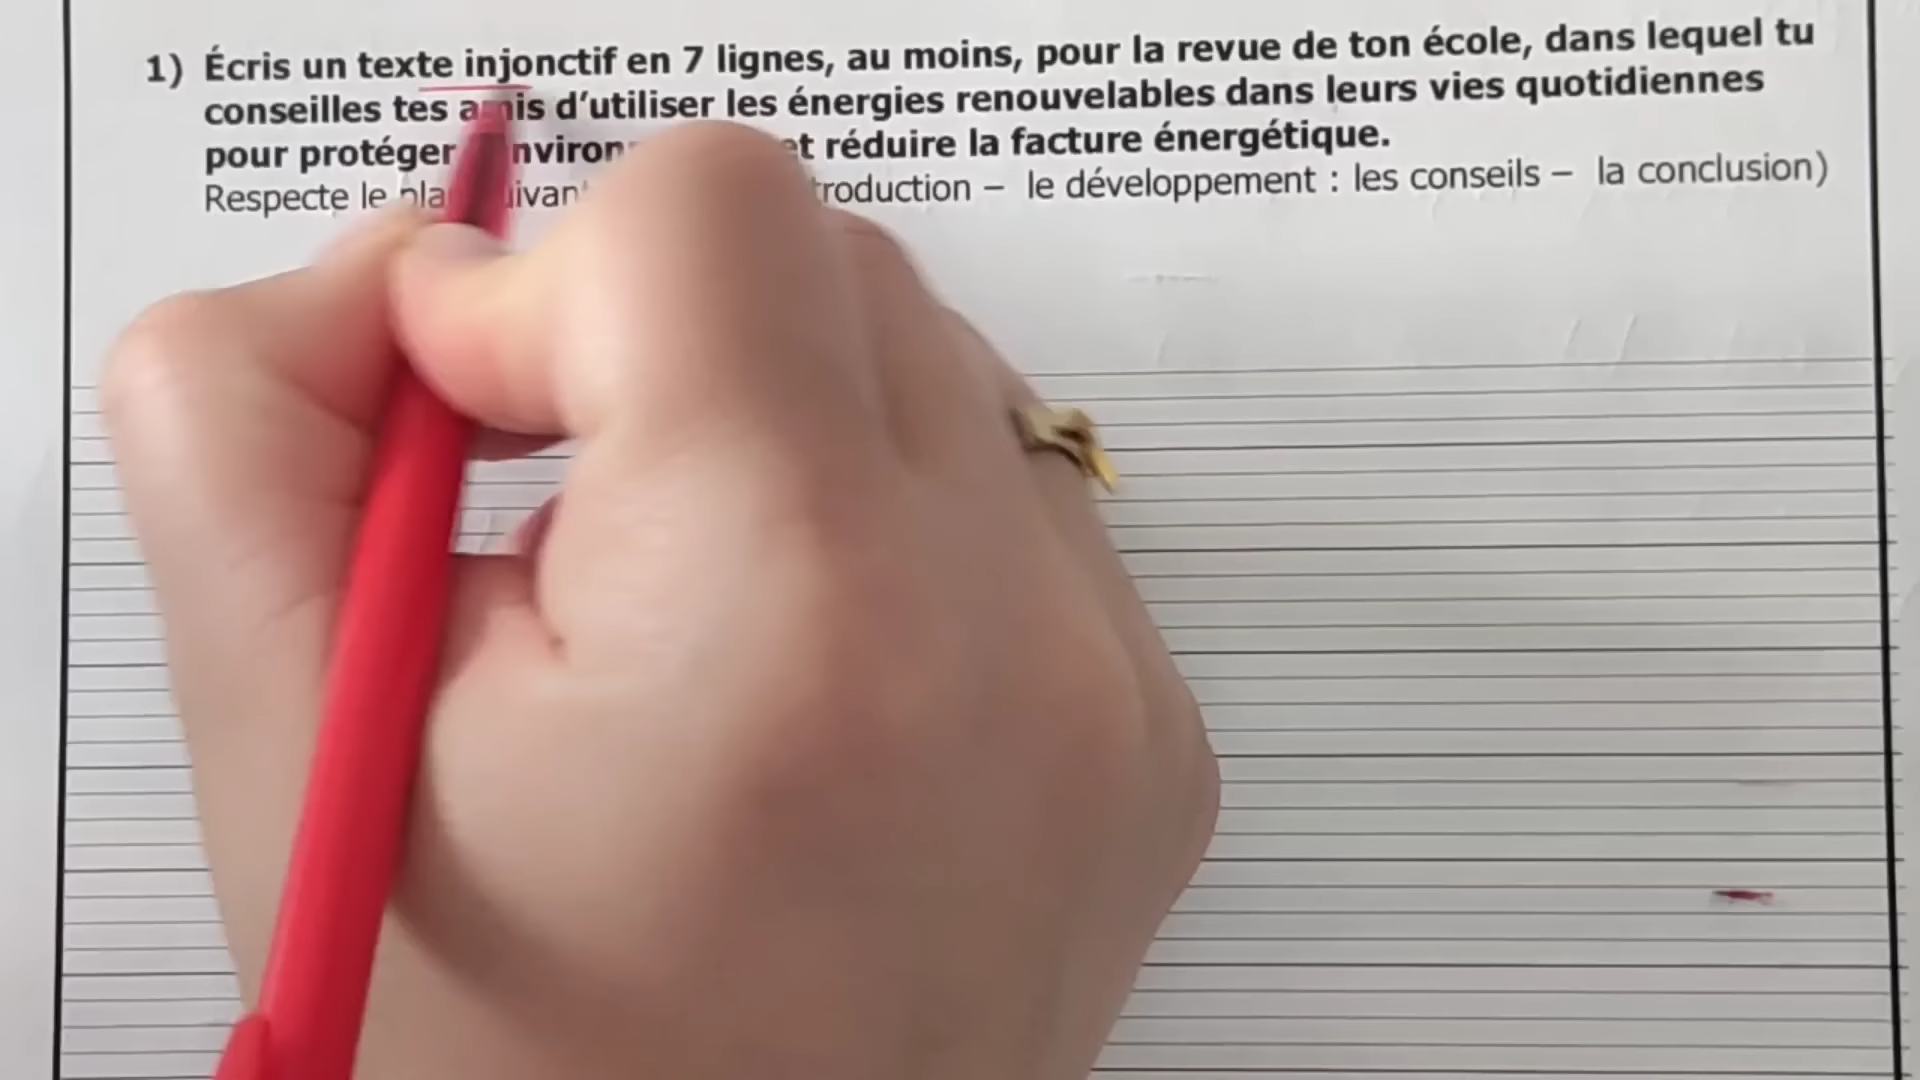 1) Écris un texte injonctif en 7 lignes, au moins, pour la revue de ton école, dans lequel tu
conseilles tes amis d’utiliser les énergies renouvelables dans leurs vies quotidiennes
pour protéger et réduire la facture énergétique.
Respecte le – le développement : les conseils – la conclusion)